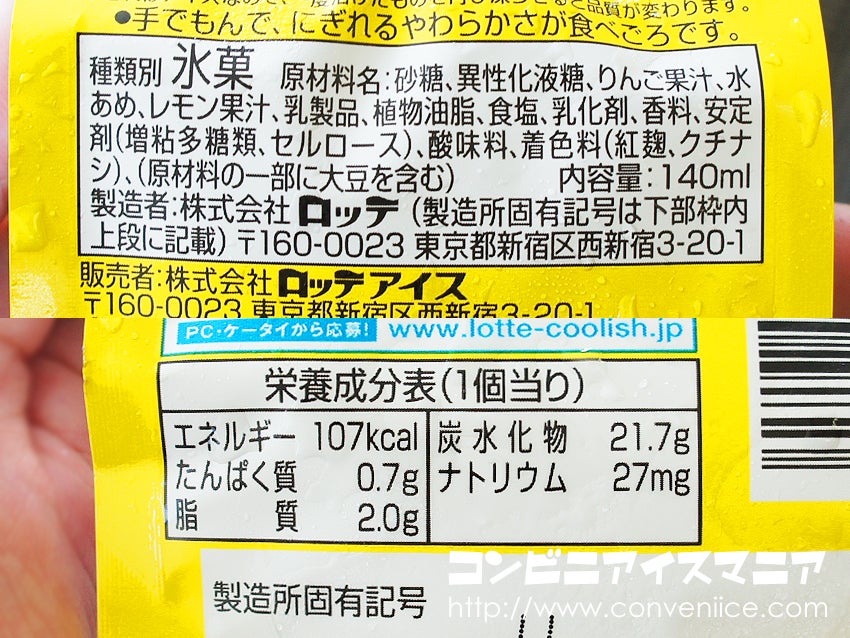 品質が変わります。
●手でもんで、にぎれるやわらかさが食べごろです。
種類別 氷菓 原材料名:砂糖、異性化液糖、りんご果汁、水
あめ、レモン果汁、乳製品、植物油脂、食塩、乳化剤、香料、安定
剤(増粘多糖類、セルロース)、酸味料、着色料(紅麹、クチナ
シ)、(原材料の一部に大豆を含む) 内容量:140ml
製造者:株式会社 ロッテ (製造所固有記号は下部枠内
上段に記載) 〒160-0023 東京都新宿区西新宿3-20-1
販売者:株式会社 ロッテアイス
〒160-0023 東京都新宿区西新宿3-20-1
PC・ケータイから応募! www.lotte-coolish.jp
栄養成分表(1個当り)
エネルギー 107kcal 炭水化物 21.7g
たんぱく質 0.7g ナトリウム 27mg
脂質 2.0g
コンビニアイスマニア
製造所固有記号
http://www.conveniice.com